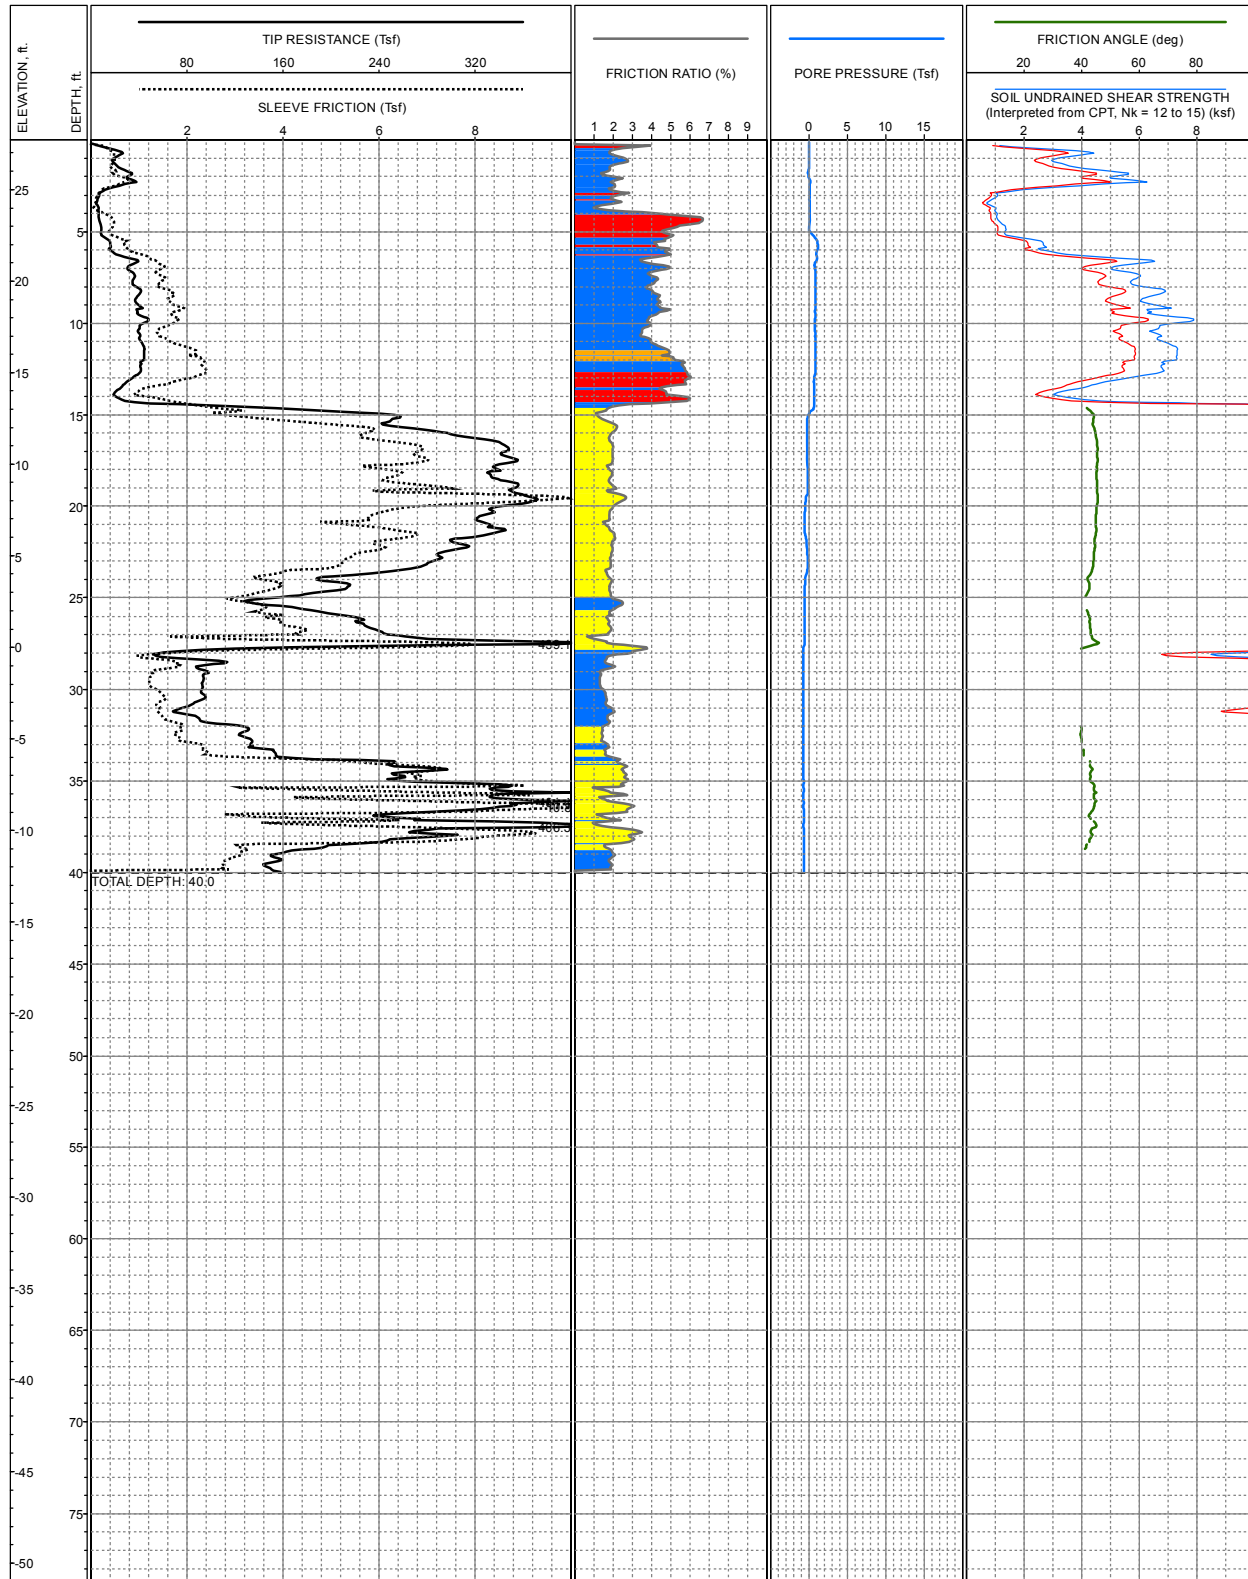 ELEVATION, ft.
DEPTH, ft.
TIP RESISTANCE (Tsf)
80 160 240 320
SLEEVE FRICTION (Tsf)
2 4 6 8
FRICTION RATIO (%)
1 2 3 4 5 6 7 8 9
PORE PRESSURE (Tsf)
0 5 10 15
FRICTION ANGLE (deg)
20 40 60 80
SOIL UNDRAINED SHEAR STRENGTH
(Interpreted from CPT, Nk = 12 to 15) (ksf)
2 4 6 8
25
5
20
10
15
15
10
20
5
25
0
30
-5
35
-10
40
TOTAL DEPTH: 40.0
-15
45
-20
50
-25
55
-30
60
-35
65
-40
70
-45
75
-50